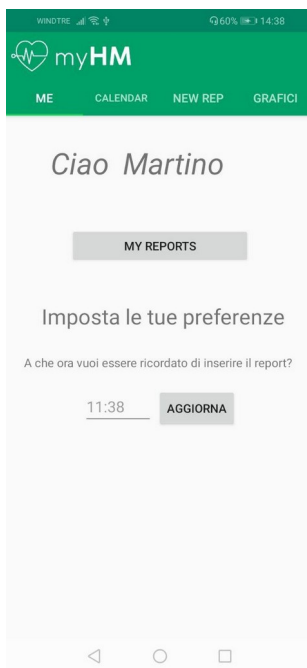 WINDTRE 60% 14:38
myHM
ME CALENDAR NEW REP GRAFICI
Ciao Martino
MY REPORTS
Imposta le tue preferenze
A che ora vuoi essere ricordato di inserire il report?
11:38 AGGIORNA